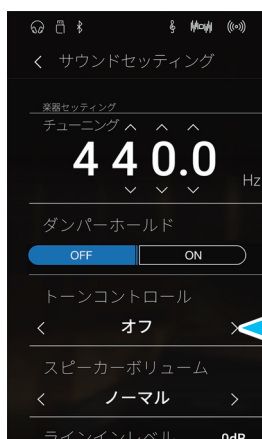 < サウンドセッティング
楽器セッティング
チューニング
440.0 Hz
ダンパーホールド
OFF ON
トーンコントロール
< オフ >
スピーカーボリューム
< ノーマル >
ラインインレベル 0dB